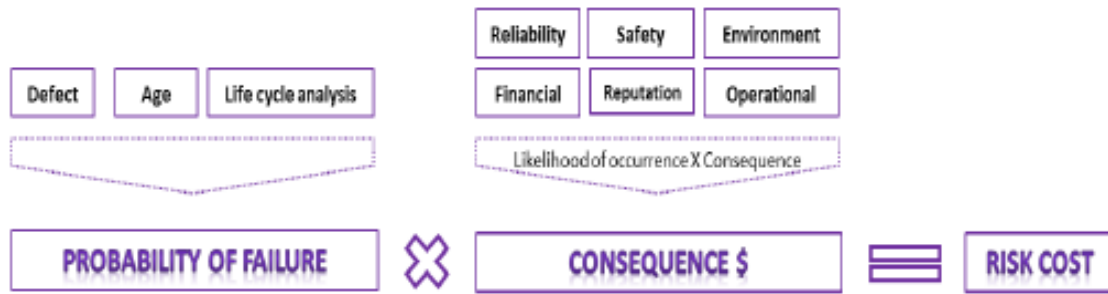 Reliability Safety Environment
Defect Age Life cycle analysis Financial Reputation Operational
Likelihood of occurrence X Consequence
PROBABILITY OF FAILURE CONSEQUENCE $ RISK COST